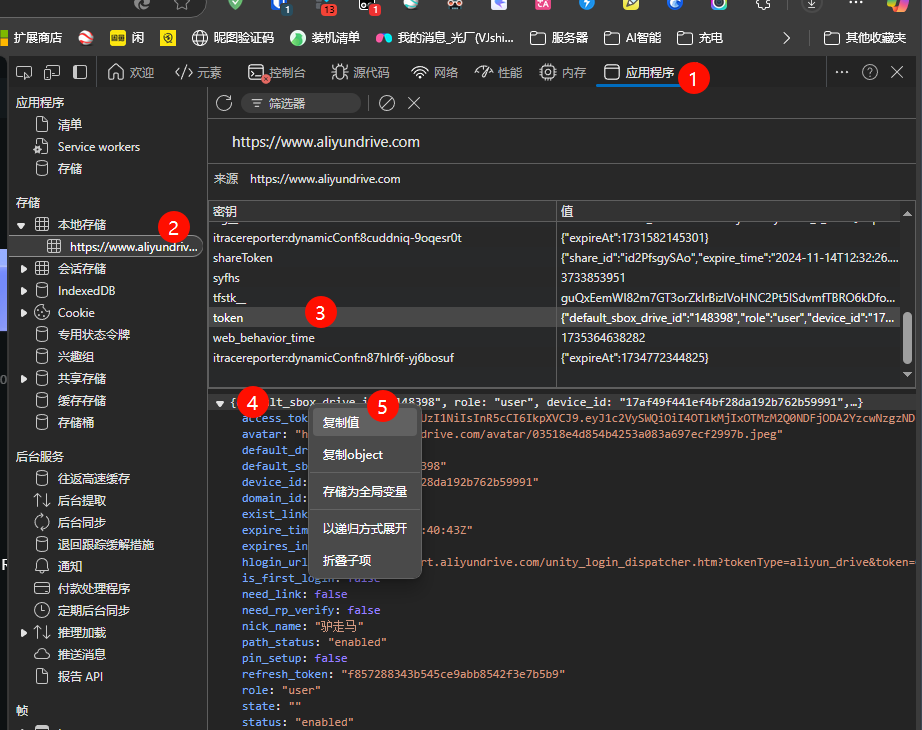 1 13 1
扩展商店 闲 昵图验证码 装机清单 我的消息_光厂(VJshi... 服务器 AI智能 充电 其他收藏夹
欢迎 元素 控制台 源代码 网络 性能 内存 应用程序 1
应用程序
清单
Service workers
存储
存储
本地存储 2
https://www.aliyundriv...
会话存储
IndexedDB
Cookie
专用状态令牌
兴趣组
共享存储
缓存存储
存储桶
后台服务
往返高速缓存
后台提取
后台同步
退回跟踪缓解措施
通知
付款处理程序
定期后台同步
推理加载
推送消息
报告 API
帧
筛选器
https://www.aliyundrive.com
来源 https://www.aliyundrive.com
密钥 值
itracereporter:dynamicConf:8cuddniq-9oqesr0t {"expireAt":1731582145301}
shareToken {"share_id":"id2PfsgySAo","expire_time":"2024-11-14T12:32:26....
syfhs 3733853951
tfstk__ guQxEemWI82m7GT3orZkIrBizIVoHNC2Pt5lSdvmfTBRO6kDfo...
token 3 {"default_sbox_drive_id":"148398","role":"user","device_id":"17...
web_behavior_time 1735364638282
itracereporter:dynamicConf:n87hlr6f-yj6bosuf {"expireAt":1734772344825}
4 5
ult_sbox_drive_i 148398", role: "user", device_id: "17af49f441ef4bf28da192b762b59991",…}
access_tok UzI1NiIsInR5cCI6IkpXVCJ9.eyJ1c2VySWQiOiI4OTlkMjIxOTMzM2Q0NDFjODA2YzcwNzgzND
avatar: "h drive.com/avatar/03518e4d854b4253a083a697ecf2997b.jpeg"
default_dr
default_sb 398"
device_id: 28da192b762b59991"
domain_id:
exist_link
expire_tim :40:43Z"
expires_in
hlogin_url rt.aliyundrive.com/unity_login_dispatcher.htm?tokenType=aliyun_drive&token=
is_first_login: false
need_link: false
need_rp_verify: false
nick_name: "驴走马"
path_status: "enabled"
pin_setup: false
refresh_token: "f857288343b545ce9abb8542f3e7b5b9"
role: "user"
state: ""
status: "enabled"
复制值
复制object
存储为全局变量
以递归方式展开
折叠子项